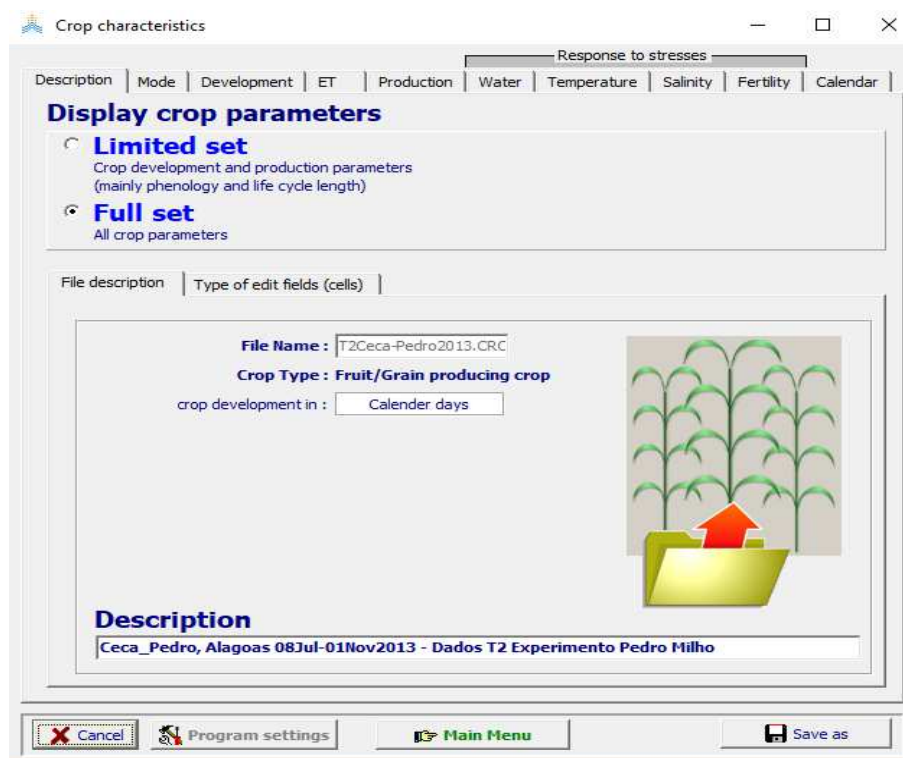 Crop characteristics
Response to stresses
Description Mode Development ET Production Water Temperature Salinity Fertility Calendar
Display crop parameters
Limited set
Crop development and production parameters
(mainly phenology and life cycle length)
Full set
All crop parameters
File description Type of edit fields (cells)
File Name : T2Ceca-Pedro2013.CRC
Crop Type : Fruit/Grain producing crop
crop development in : Calender days
Description
Ceca_Pedro, Alagoas 08Jul-01Nov2013 - Dados T2 Experimento Pedro Milho
Cancel Program settings Main Menu Save as